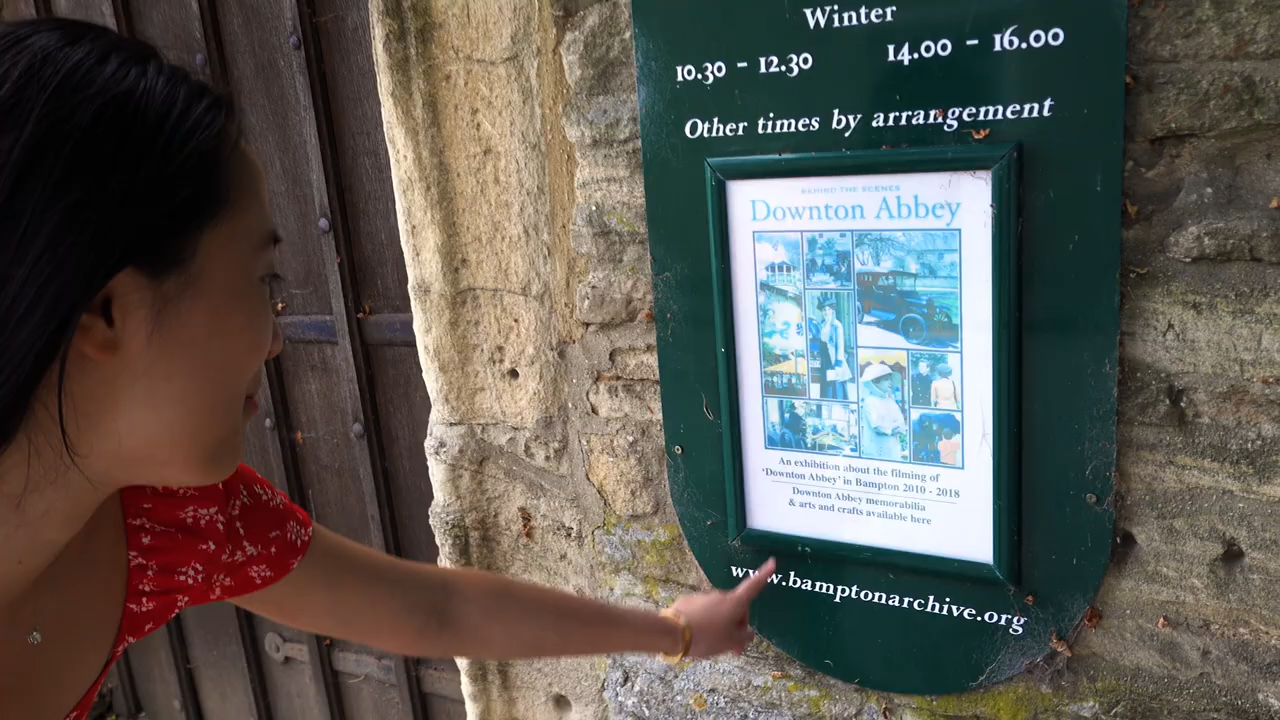 Winter
10.30 - 12.30 14.00 - 16.00
Other times by arrangement
BEHIND THE SCENES
Downton Abbey
An exhibition about the filming of
'Downton Abbey' in Bampton 2010 - 2018
Downton Abbey memorabilia
& arts and crafts available here
www.bamptonarchive.org